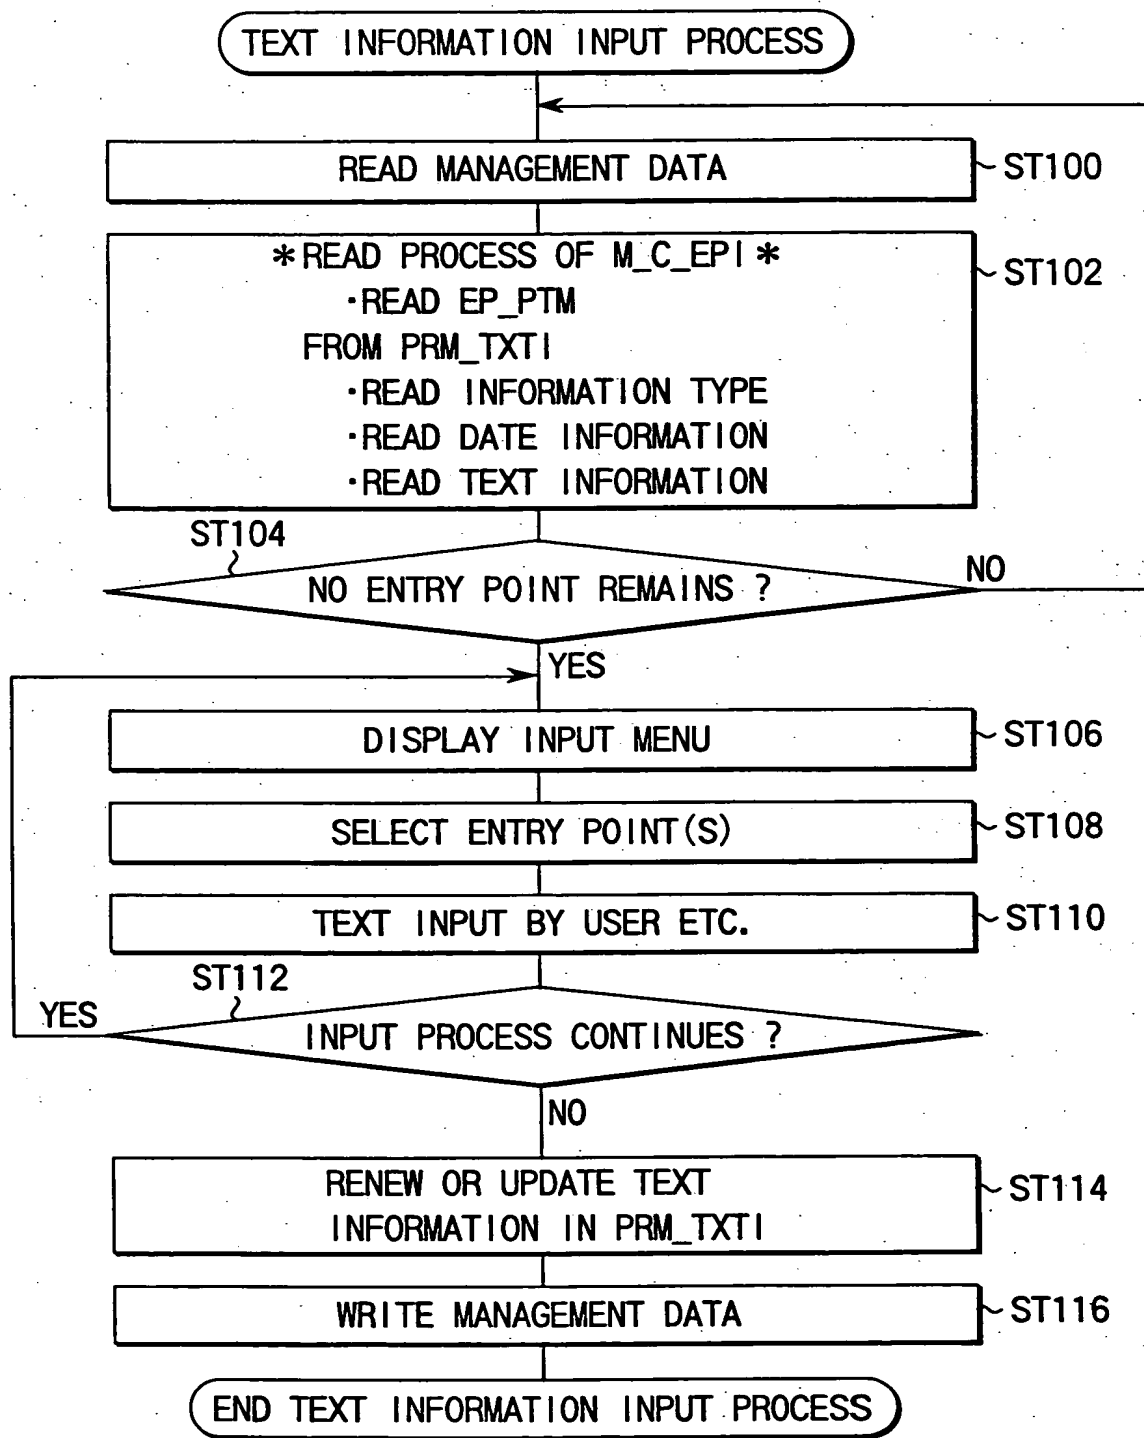 TEXT INFORMATION INPUT PROCESS
READ MANAGEMENT DATA
ST100
*READ PROCESS OF M_C_EPI*
ST102
·READ EP_PTM
FROM PRM_TXTI
·READ INFORMATION TYPE
·READ DATE INFORMATION
·READ TEXT INFORMATION
ST104
NO ENTRY POINT REMAINS ?
NO
YES
DISPLAY INPUT MENU
ST106
SELECT ENTRY POINT(S)
ST108
TEXT INPUT BY USER ETC.
ST110
ST112
YES
INPUT PROCESS CONTINUES ?
NO
RENEW OR UPDATE TEXT
INFORMATION IN PRM_TXTI
ST114
WRITE MANAGEMENT DATA
ST116
END TEXT INFORMATION INPUT PROCESS